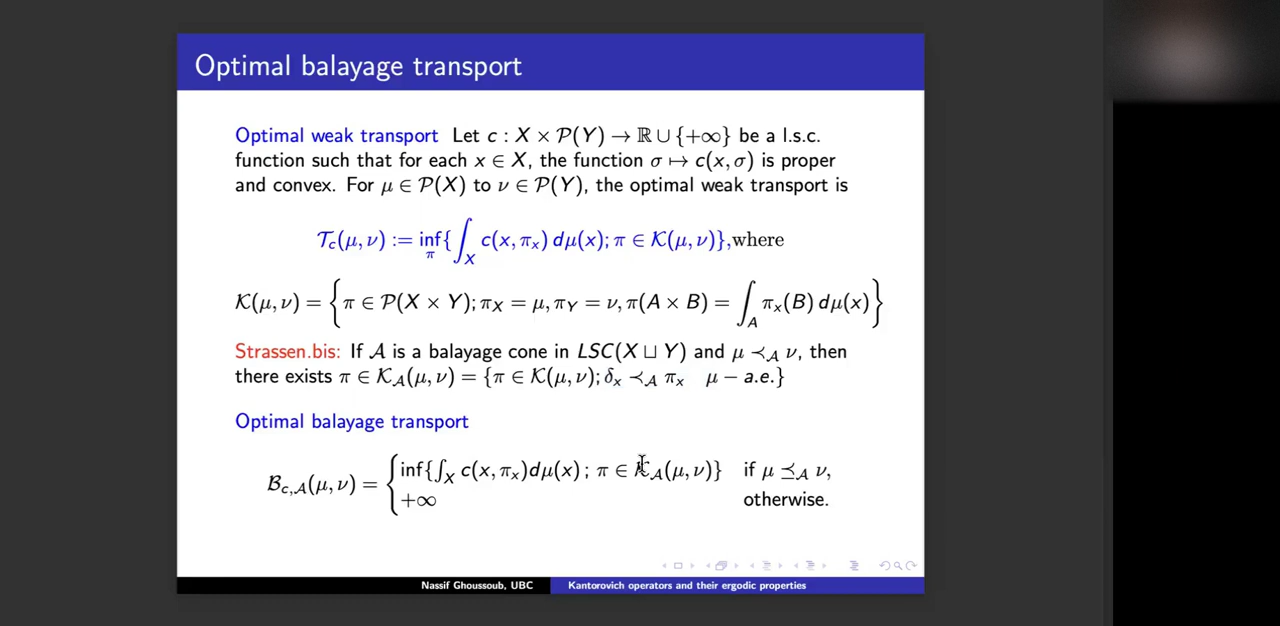 Optimal balayage transport
Optimal weak transport Let c : X × P(Y) → ℝ ∪ {+∞} be a l.s.c.
function such that for each x ∈ X, the function σ ↦ c(x, σ) is proper
and convex. For μ ∈ P(X) to ν ∈ P(Y), the optimal weak transport is
𝒯_c(μ, ν) := inf_π{∫_X c(x, π_x) dμ(x); π ∈ K(μ, ν)},where
K(μ, ν) = {π ∈ P(X × Y); π_X = μ, π_Y = ν, π(A × B) = ∫_A π_x(B) dμ(x)}
Strassen.bis: If 𝒜 is a balayage cone in LSC(X ⊔ Y) and μ ≺_A ν, then
there exists π ∈ K_A(μ, ν) = {π ∈ K(μ, ν); δ_x ≺_A π_x μ − a.e.}
Optimal balayage transport
B_{c,A}(μ, ν) = { inf{∫_X c(x, π_x)dμ(x) ; π ∈ K_A(μ, ν)} if μ ⪯_A ν,
+∞ otherwise.
Nassif Ghoussoub, UBC Kantorovich operators and their ergodic properties